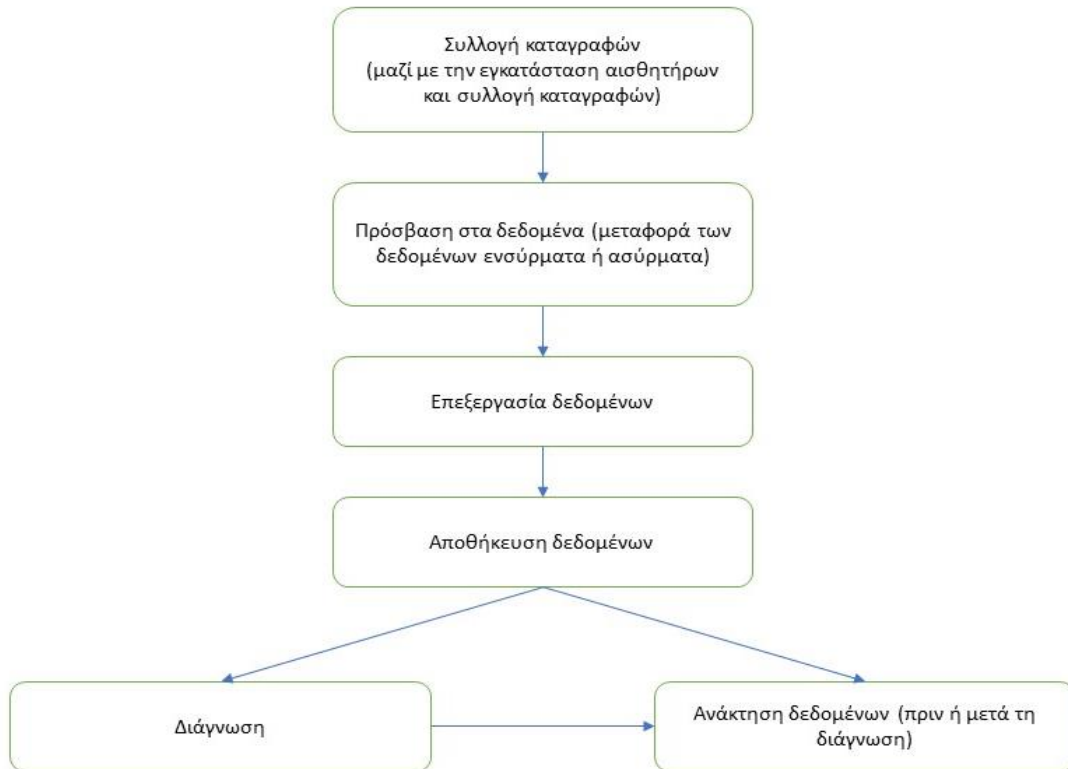 Συλλογή καταγραφών
(μαζί με την εγκατάσταση αισθητήρων
και συλλογή καταγραφών)
Πρόσβαση στα δεδομένα (μεταφορά των
δεδομένων ενσύρματα ή ασύρματα)
Επεξεργασία δεδομένων
Αποθήκευση δεδομένων
Διάγνωση
Ανάκτηση δεδομένων (πριν ή μετά τη
διάγνωση)